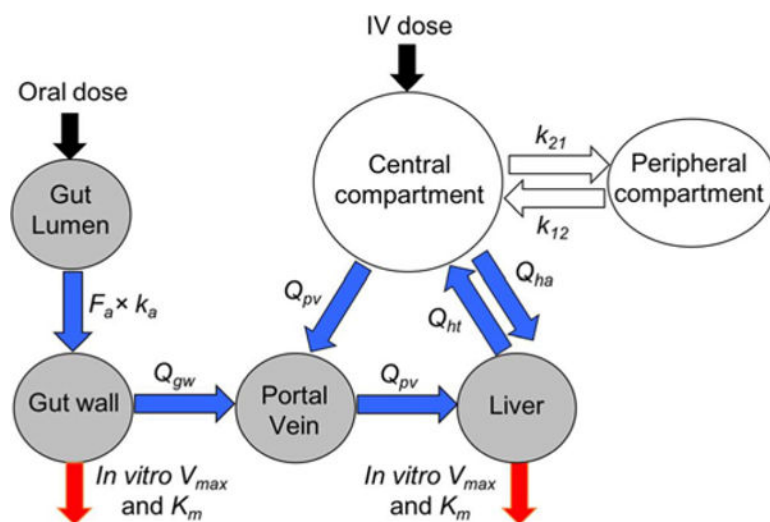 IV dose
Oral dose
Gut
Lumen
Central
compartment
k21
k12
Peripheral
compartment
Fa × ka
Qpv
Qha
Qht
Gut wall
Qgw
Portal
Vein
Qpv
Liver
In vitro Vmax
and Km
In vitro Vmax
and Km